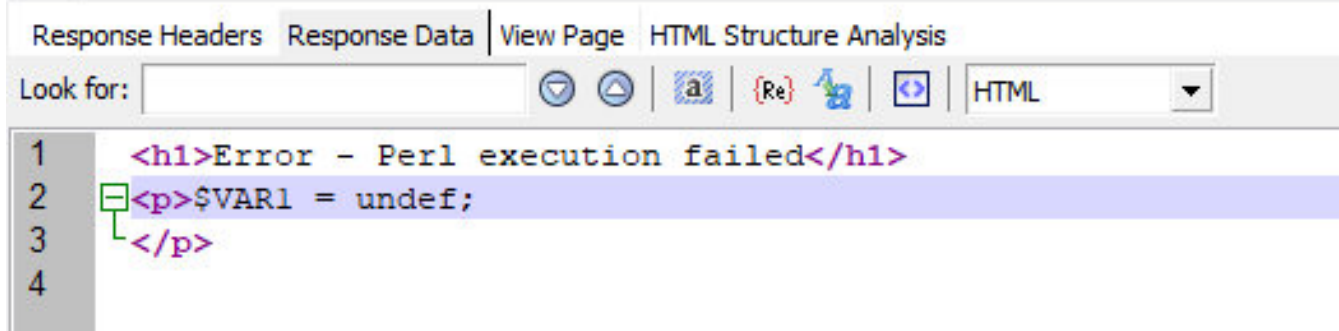 Response Headers Response Data View Page HTML Structure Analysis
Look for: a {Re} HTML
1 <h1>Error - Perl execution failed</h1>
2 <p>$VAR1 = undef;
3 </p>
4